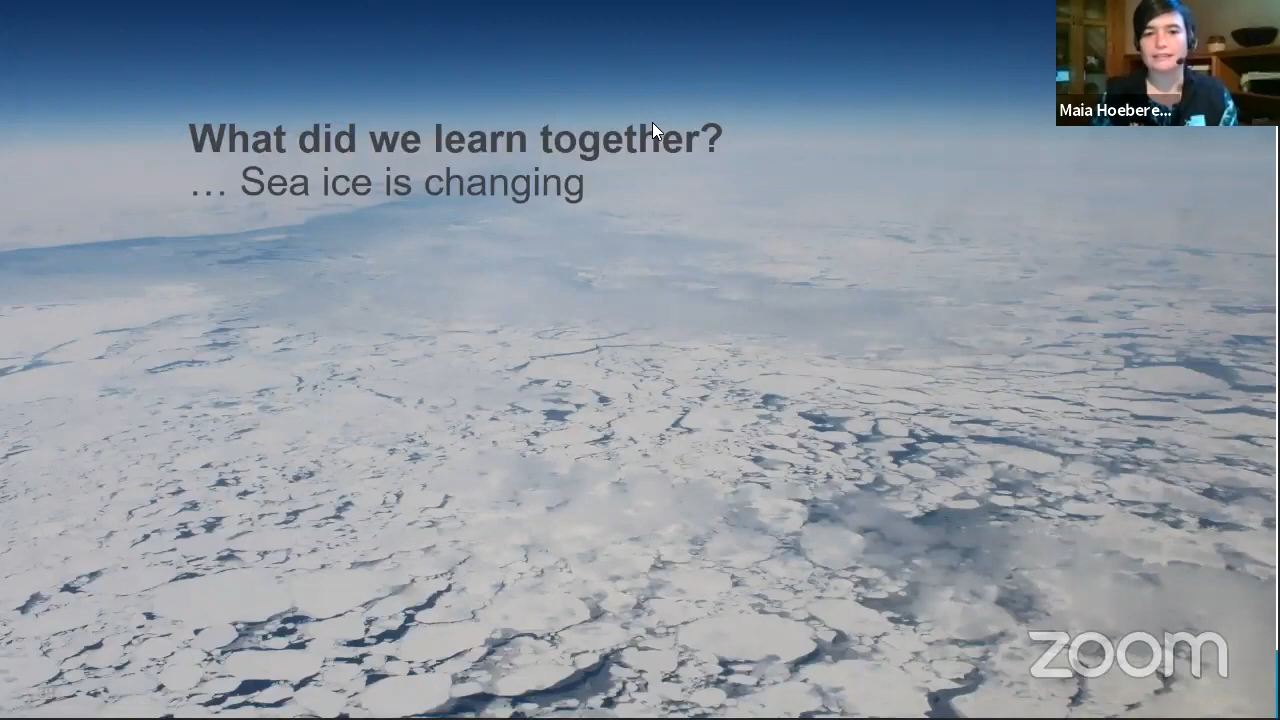 What did we learn together?
… Sea ice is changing
Maia Hoebere...
zoom